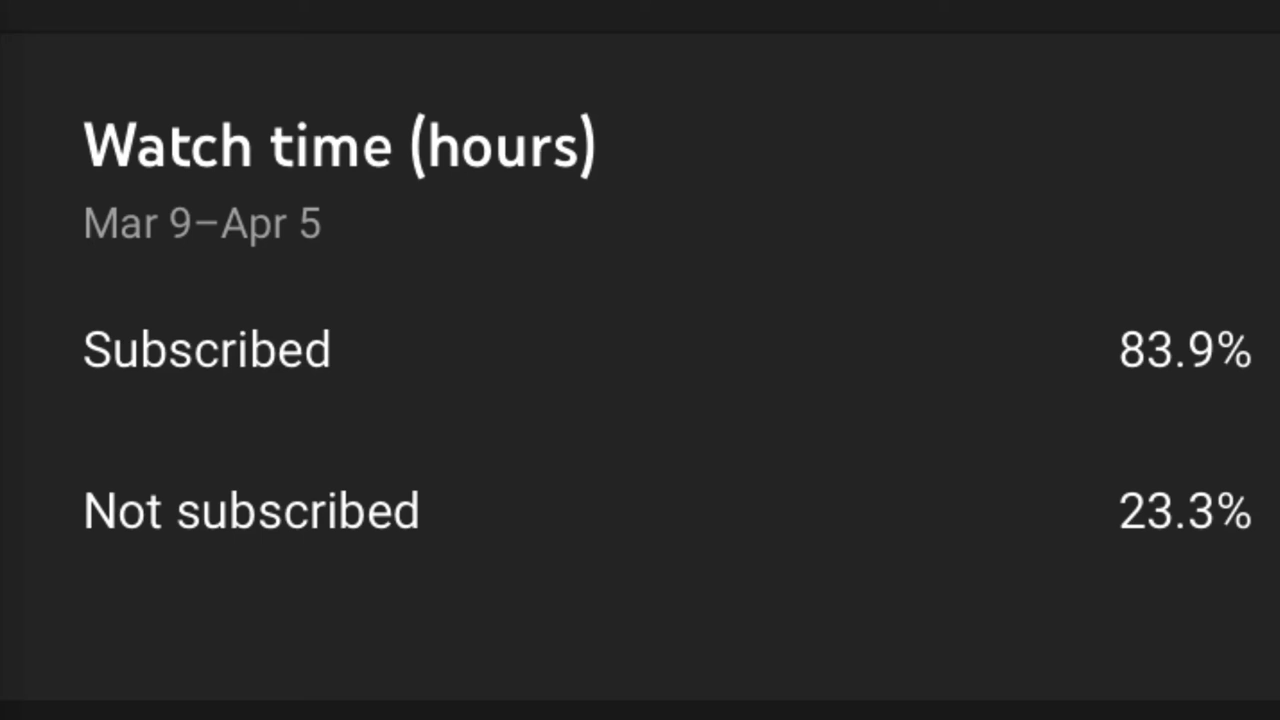 Watch time (hours)
Mar 9–Apr 5
Subscribed 83.9%
Not subscribed 23.3%